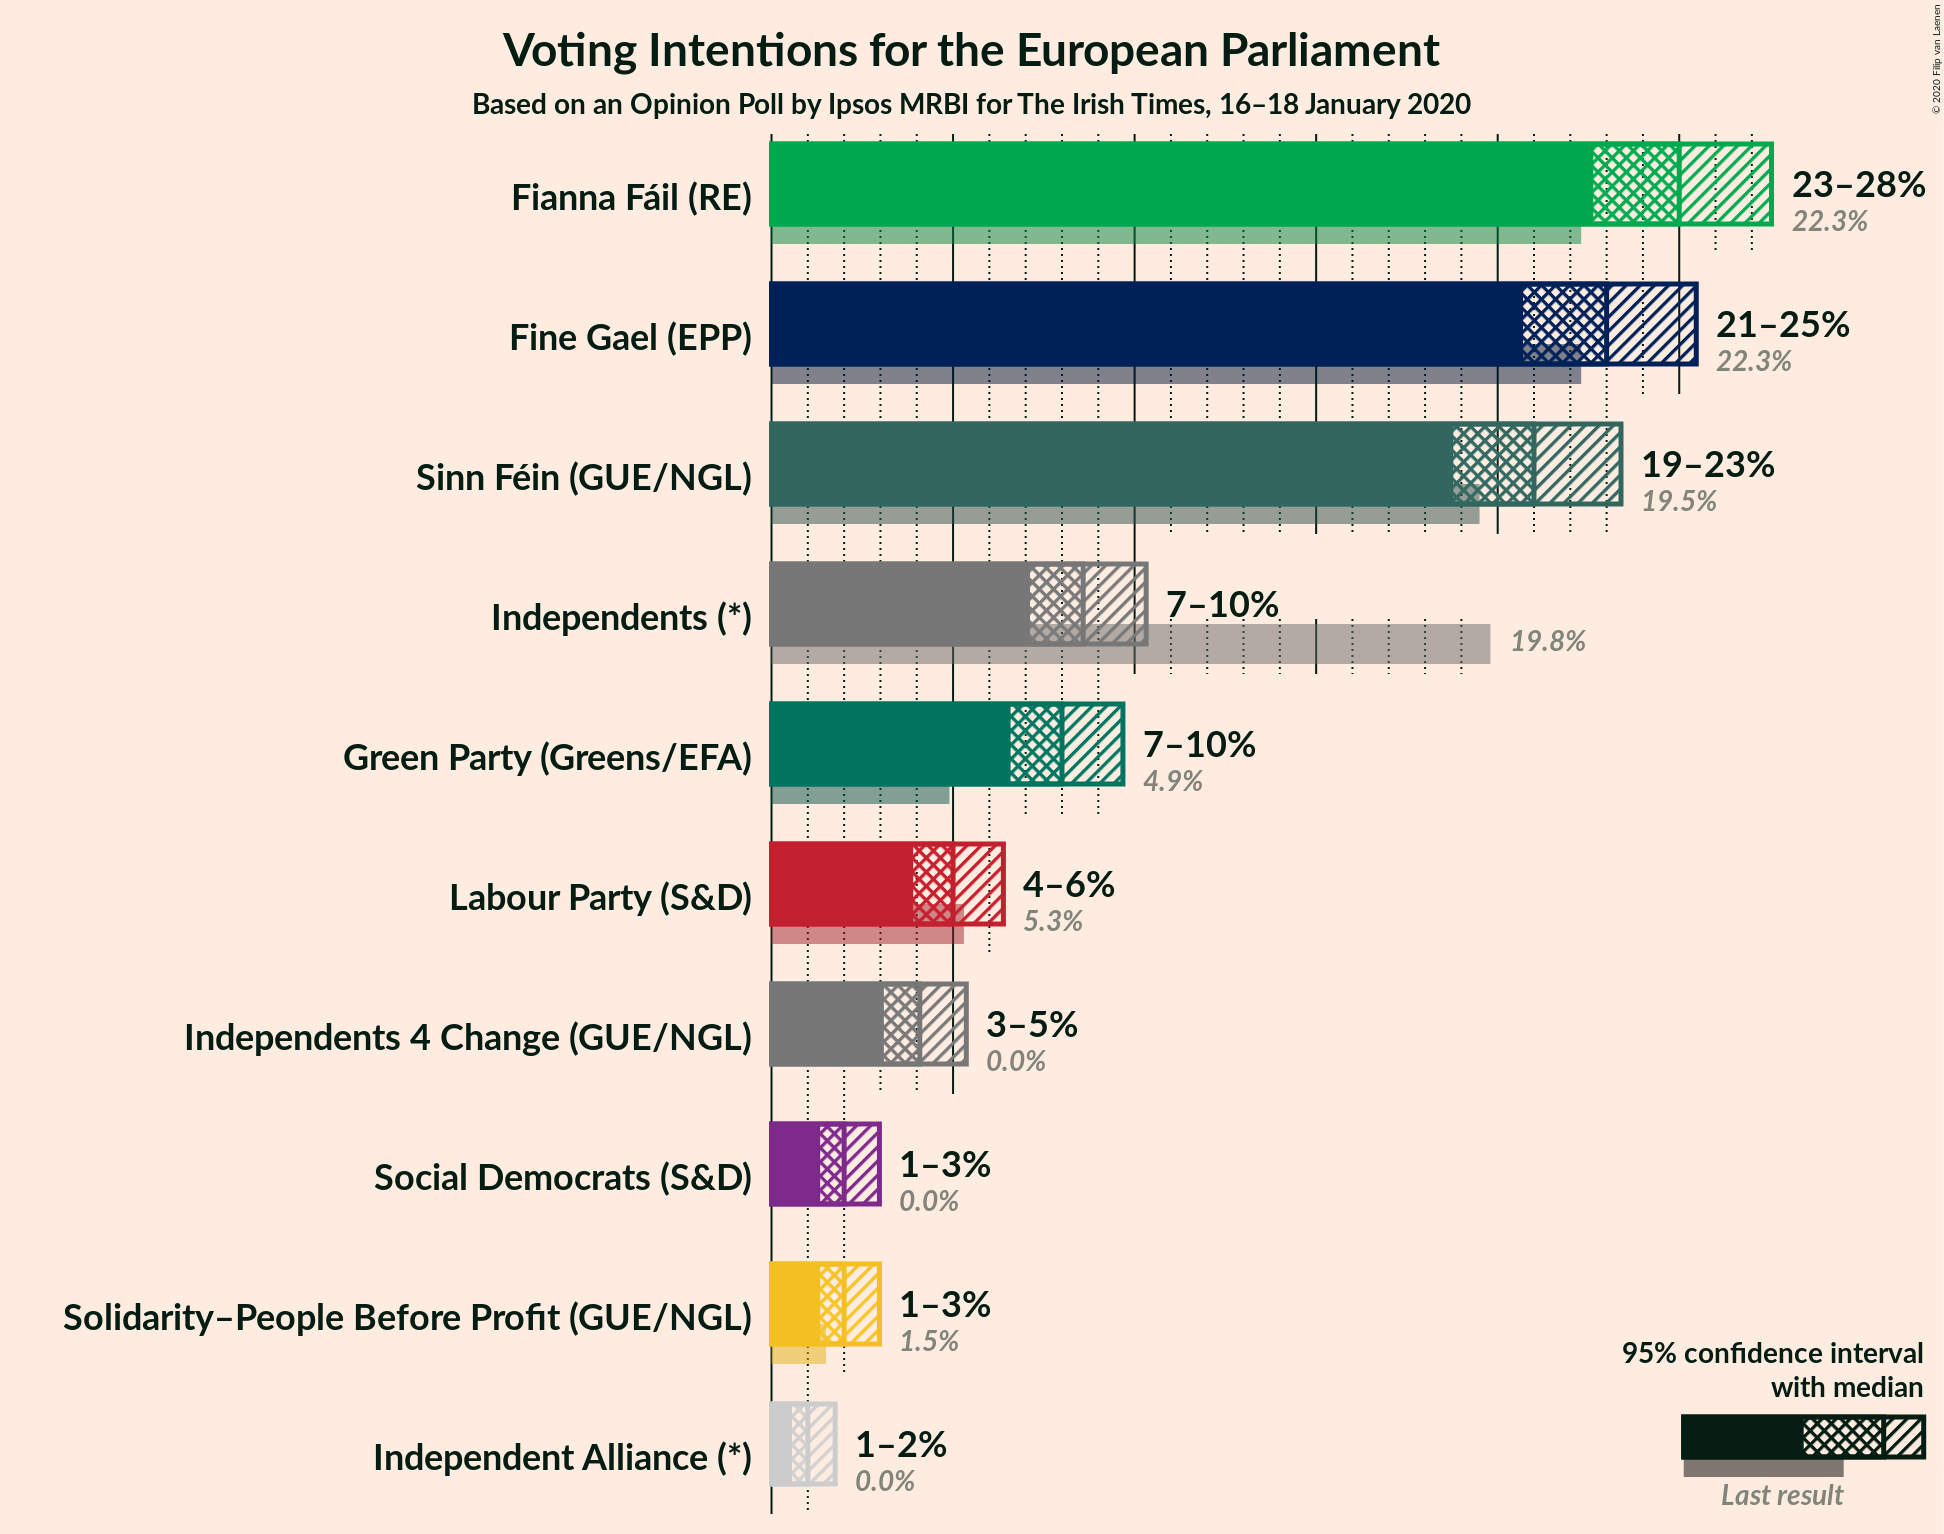 Voting Intentions for the European Parliament
Based on an Opinion Poll by Ipsos MRBI for The Irish Times, 16–18 January 2020
© 2020 Filip van Laenen
Fianna Fáil (RE)
23–28%
22.3%
Fine Gael (EPP)
21–25%
22.3%
Sinn Féin (GUE/NGL)
19–23%
19.5%
Independents (*)
7–10%
19.8%
Green Party (Greens/EFA)
7–10%
4.9%
Labour Party (S&D)
4–6%
5.3%
Independents 4 Change (GUE/NGL)
3–5%
0.0%
Social Democrats (S&D)
1–3%
0.0%
Solidarity–People Before Profit (GUE/NGL)
1–3%
1.5%
Independent Alliance (*)
1–2%
0.0%
95% confidence interval
with median
Last result